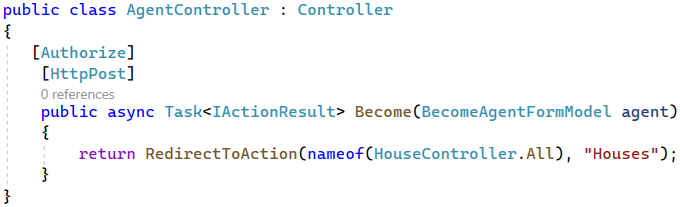 public class AgentController : Controller
{
[Authorize]
[HttpPost]
0 references
public async Task<IActionResult> Become(BecomeAgentFormModel agent)
{
return RedirectToAction(nameof(HouseController.All), "Houses");
}
}